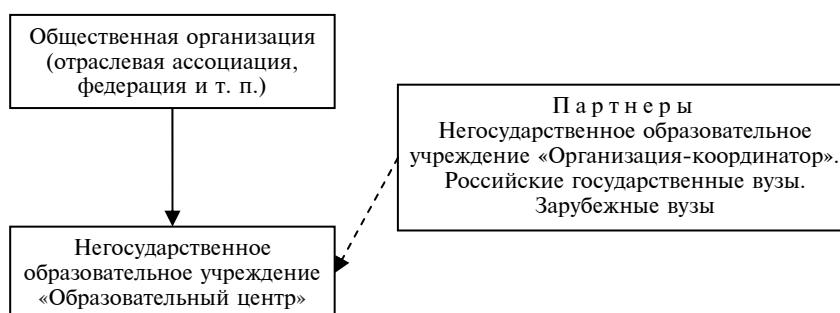 Общественная организация
(отраслевая ассоциация,
федерация и т. п.)
П а р т н е р ы
Негосударственное образовательное
учреждение «Организация-координатор».
Российские государственные вузы.
Зарубежные вузы
Негосударственное
образовательное учреждение
«Образовательный центр»